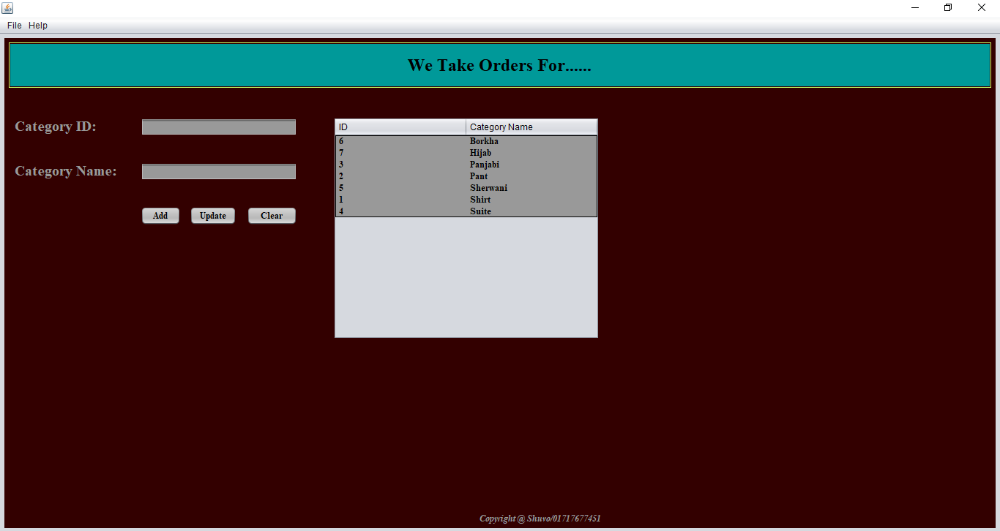 File Help
We Take Orders For......
Category ID:
Category Name:
Add Update Clear
ID Category Name
6 Borkha
7 Hijab
3 Panjabi
2 Pant
5 Sherwani
1 Shirt
4 Suite
Copyright @ Shuvo/01717677451